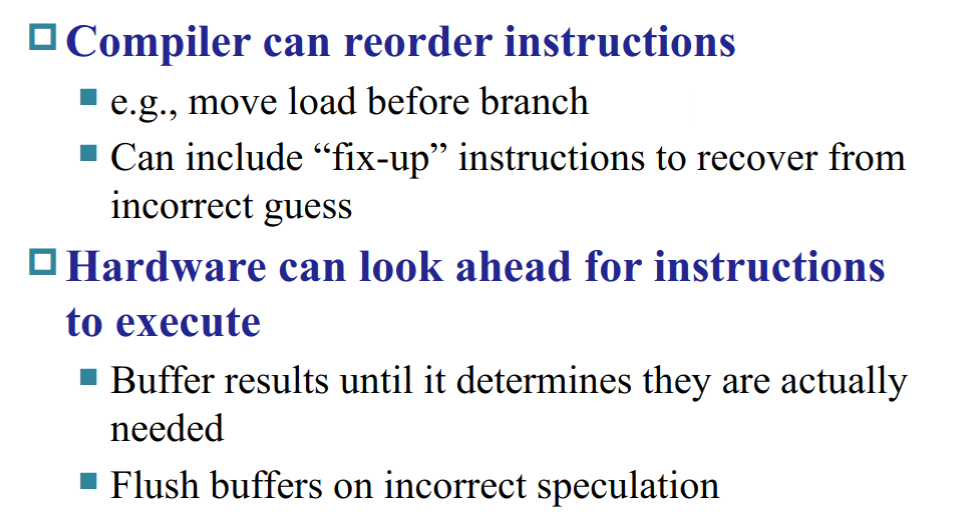 Compiler can reorder instructions
e.g., move load before branch
Can include “fix-up” instructions to recover from
incorrect guess
Hardware can look ahead for instructions
to execute
Buffer results until it determines they are actually
needed
Flush buffers on incorrect speculation